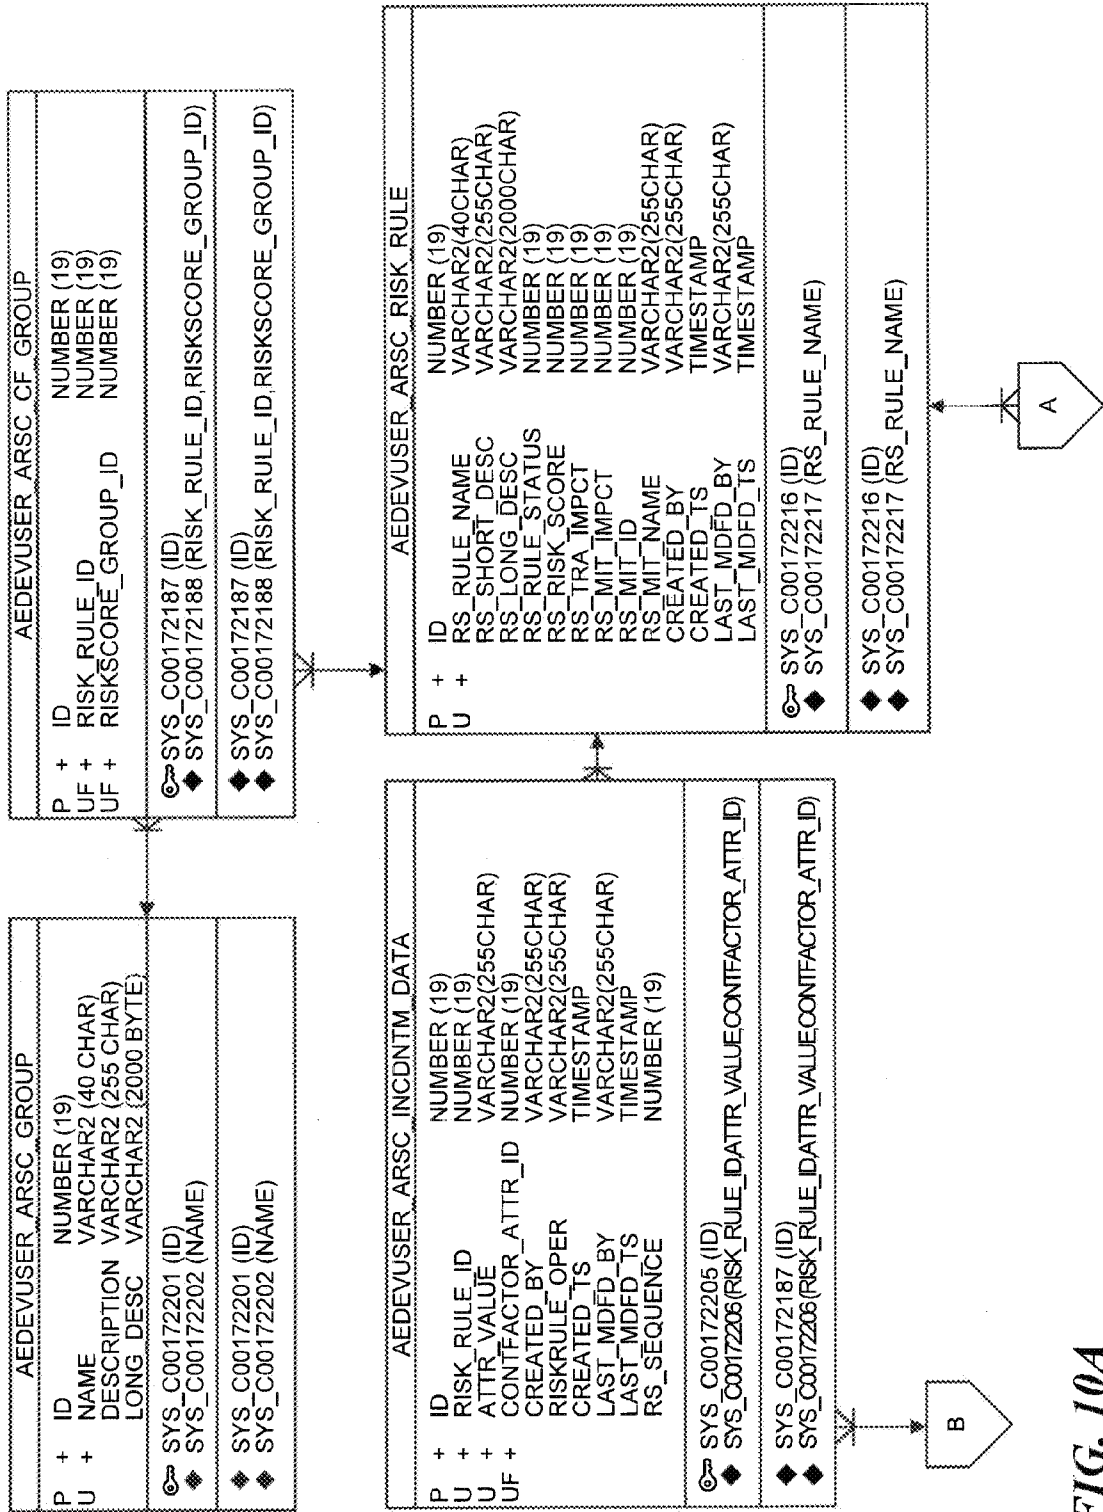 AEDEVUSER_ARSC_GROUP
P + ID NUMBER (19)
U + NAME VARCHAR2 (40 CHAR)
DESCRIPTION VARCHAR2 (255 CHAR)
LONG_DESC VARCHAR2 (2000 BYTE)
SYS_C00172201 (ID)
SYS_C00172202 (NAME)
SYS_C00172201 (ID)
SYS_C00172202 (NAME)
AEDEVUSER_ARSC_CF_GROUP
P + ID NUMBER (19)
UF + RISK_RULE_ID NUMBER (19)
UF + RISKSCORE_GROUP_ID NUMBER (19)
SYS_C00172187 (ID)
SYS_C00172188 (RISK_RULE_ID,RISKSCORE_GROUP_ID)
SYS_C00172187 (ID)
SYS_C00172188 (RISK_RULE_ID,RISKSCORE_GROUP_ID)
AEDEVUSER_ARSC_INCDNTM_DATA
P + ID NUMBER (19)
U + RISK_RULE_ID NUMBER (19)
U + ATTR_VALUE VARCHAR2(255CHAR)
UF + CONTFACTOR_ATTR_ID NUMBER (19)
CREATED_BY VARCHAR2(255CHAR)
RISKRULE_OPER VARCHAR2(255CHAR)
CREATED_TS TIMESTAMP
LAST_MDFD_BY VARCHAR2(255CHAR)
LAST_MDFD_TS TIMESTAMP
RS_SEQUENCE NUMBER (19)
SYS_C00172205 (ID)
SYS_C00172206(RISK_RULE_ID,ATTR_VALUE,CONTFACTOR_ATTR_ID)
SYS_C00172187 (ID)
SYS_C00172206(RISK_RULE_ID,ATTR_VALUE,CONTFACTOR_ATTR_ID)
AEDEVUSER_ARSC_RISK_RULE
P + ID NUMBER (19)
U + RS_RULE_NAME VARCHAR2(40CHAR)
RS_SHORT_DESC VARCHAR2(255CHAR)
RS_LONG_DESC VARCHAR2(2000CHAR)
RS_RULE_STATUS NUMBER (19)
RS_RISK_SCORE NUMBER (19)
RS_TRA_IMPCT NUMBER (19)
RS_MIT_IMPCT NUMBER (19)
RS_MIT_ID NUMBER (19)
RS_MIT_NAME VARCHAR2(255CHAR)
CREATED_BY VARCHAR2(255CHAR)
CREATED_TS TIMESTAMP
LAST_MDFD_BY VARCHAR2(255CHAR)
LAST_MDFD_TS TIMESTAMP
SYS_C00172216 (ID)
SYS_C00172217 (RS_RULE_NAME)
SYS_C00172216 (ID)
SYS_C00172217 (RS_RULE_NAME)
B
A
FIG. 10A